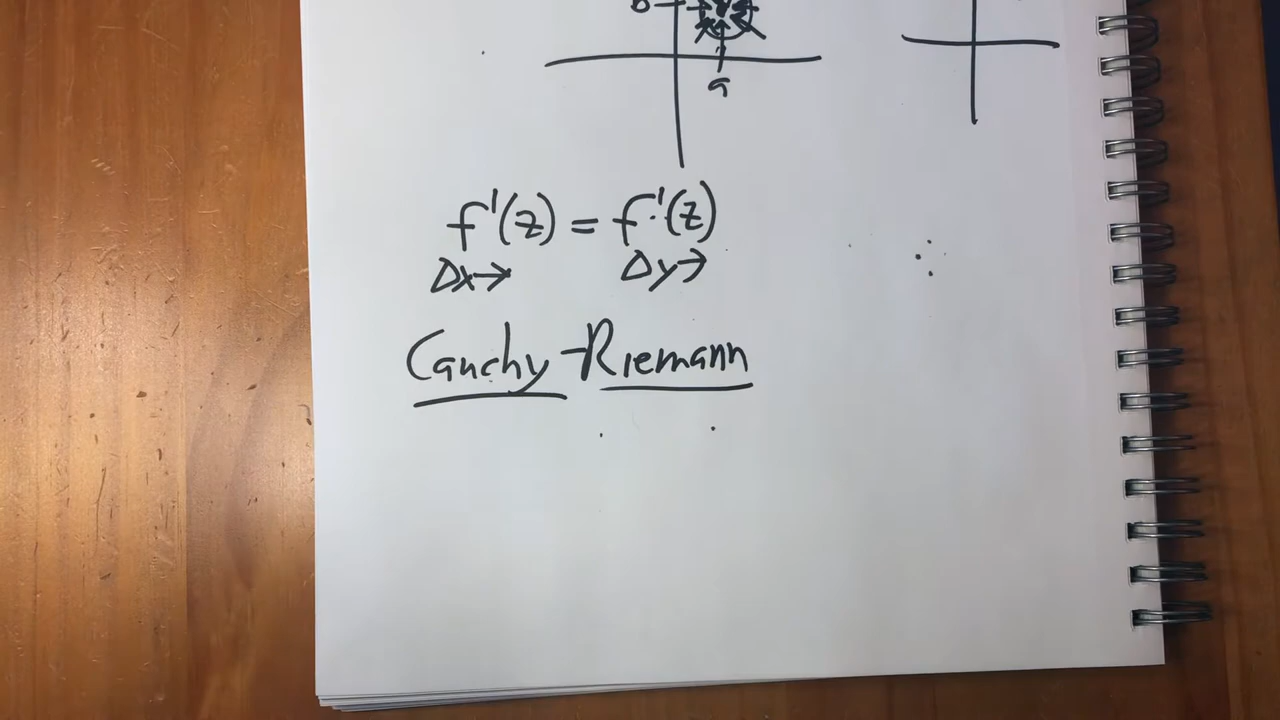 b
a
f'(z) = f'(z)
Δx→ Δy→
Cauchy-Riemann